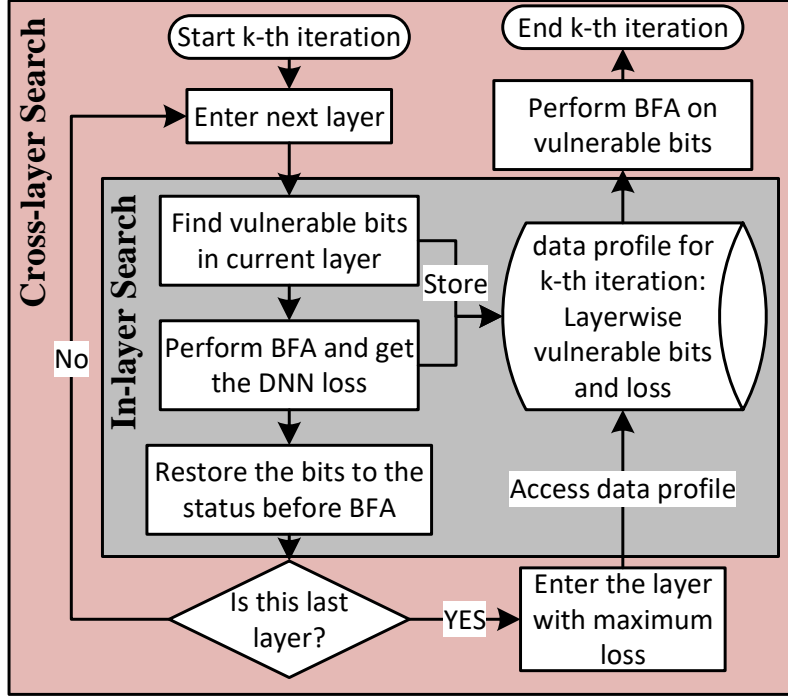 Cross-layer Search
Start k-th iteration
Enter next layer
In-layer Search
Find vulnerable bits
in current layer
Store
Perform BFA and get
the DNN loss
Restore the bits to the
status before BFA
No
Is this last
layer?
YES
Enter the layer
with maximum
loss
Access data profile
data profile for
k-th iteration:
Layerwise
vulnerable bits
and loss
Perform BFA on
vulnerable bits
End k-th iteration